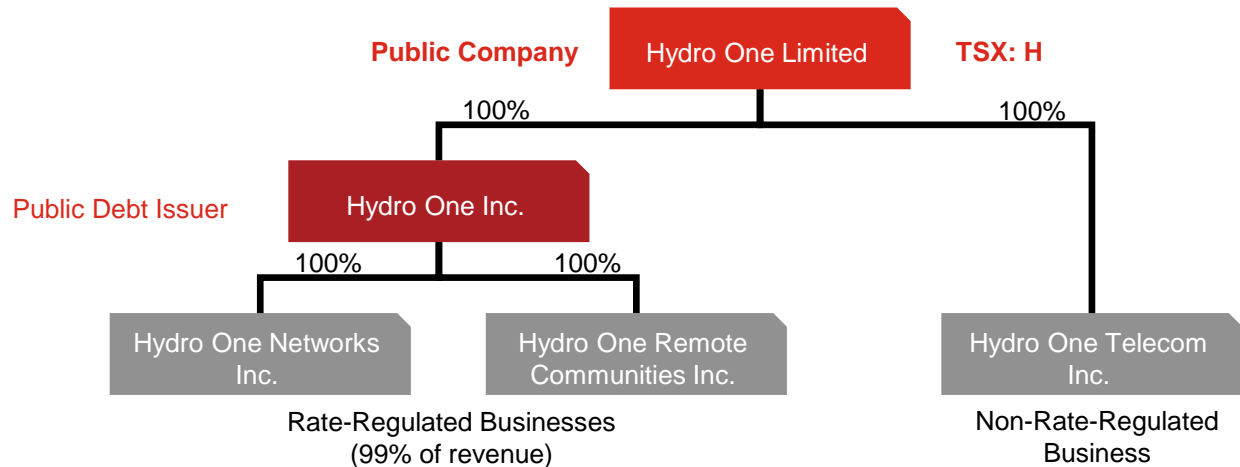 Public Company
Hydro One Limited
TSX: H
100%
100%
Public Debt Issuer
Hydro One Inc.
100%
100%
Hydro One Networks
Inc.
Hydro One Remote
Communities Inc.
Hydro One Telecom
Inc.
Rate-Regulated Businesses
(99% of revenue)
Non-Rate-Regulated
Business